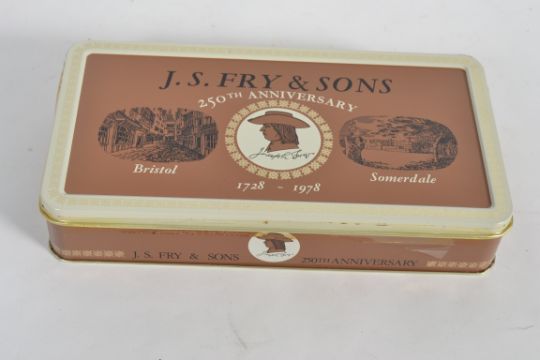 J. S. FRY & SONS
250TH ANNIVERSARY
Bristol
Somerdale
1728 - 1978
J. S. FRY & SONS
250TH ANNIVERSARY